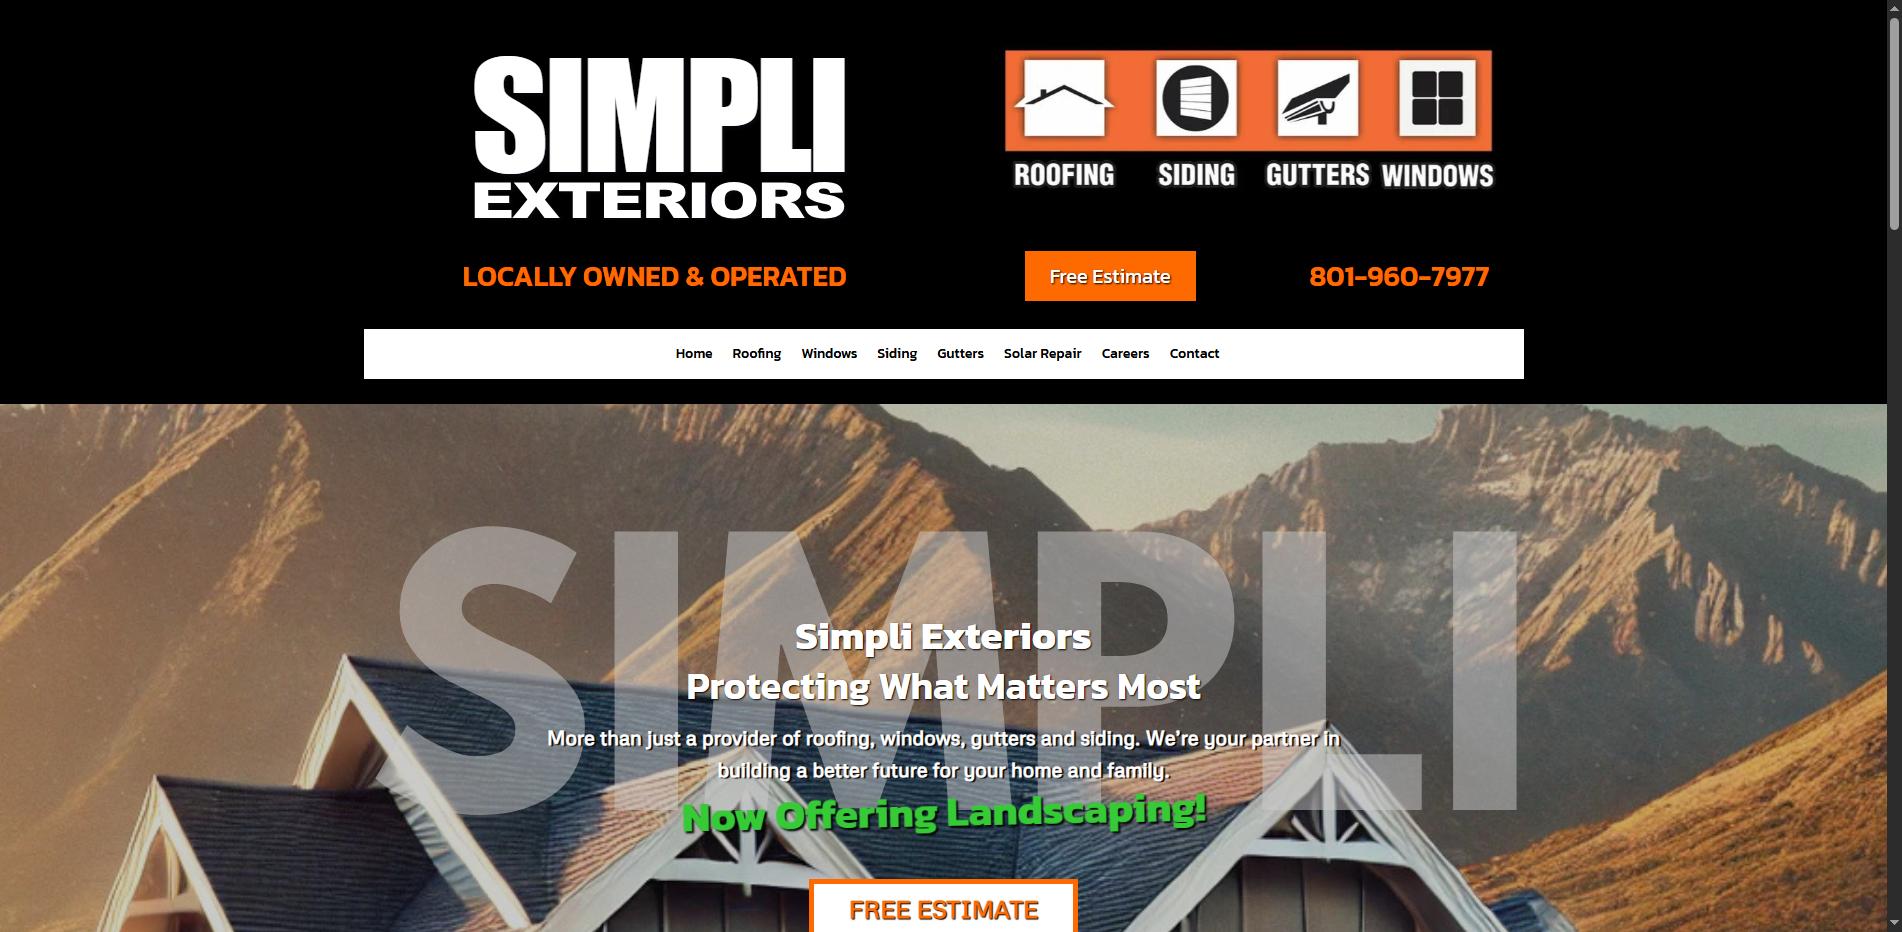 SIMPLI
EXTERIORS
ROOFING SIDING GUTTERS WINDOWS
LOCALLY OWNED & OPERATED
Free Estimate
801-960-7977
Home Roofing Windows Siding Gutters Solar Repair Careers Contact
SIMPLI
Simpli Exteriors
Protecting What Matters Most
More than just a provider of roofing, windows, gutters and siding. We're your partner in
building a better future for your home and family.
Now Offering Landscaping!
FREE ESTIMATE